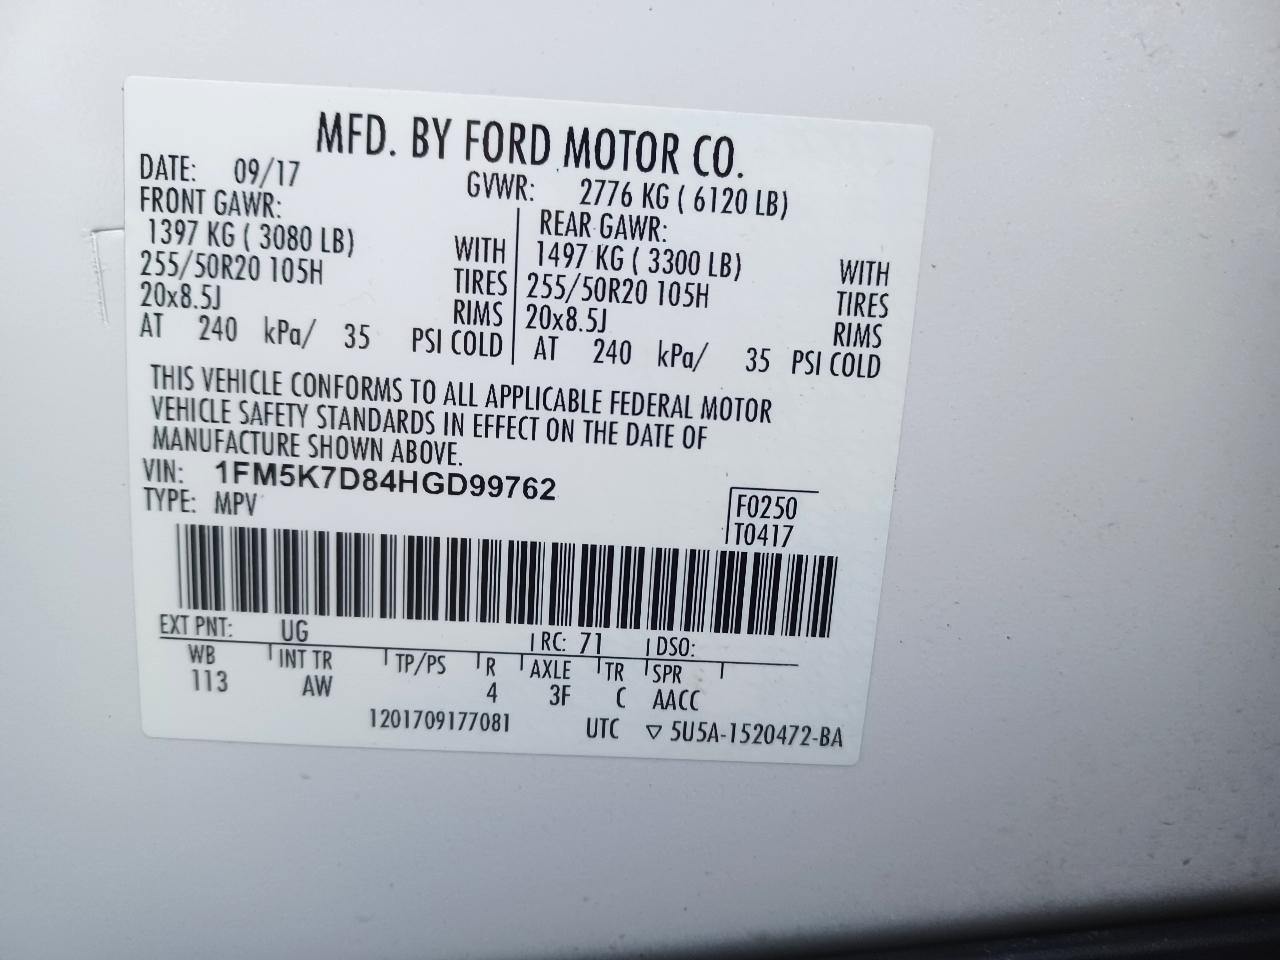 MFD. BY FORD MOTOR CO.
DATE: 09/17 GVWR: 2776 KG ( 6120 LB)
FRONT GAWR: REAR GAWR:
1397 KG ( 3080 LB) WITH 1497 KG ( 3300 LB) WITH
255/50R20 105H TIRES 255/50R20 105H TIRES
20x8.5J RIMS 20x8.5J RIMS
AT 240 kPa/ 35 PSI COLD AT 240 kPa/ 35 PSI COLD
THIS VEHICLE CONFORMS TO ALL APPLICABLE FEDERAL MOTOR
VEHICLE SAFETY STANDARDS IN EFFECT ON THE DATE OF
MANUFACTURE SHOWN ABOVE.
VIN: 1FM5K7D84HGD99762
TYPE: MPV
F0250
T0417
EXT PNT: UG RC: 71 DSO:
WB INT TR TP/PS R AXLE TR SPR
113 AW 4 3F C AACC
1201709177081 UTC ▽ 5U5A-1520472-BA